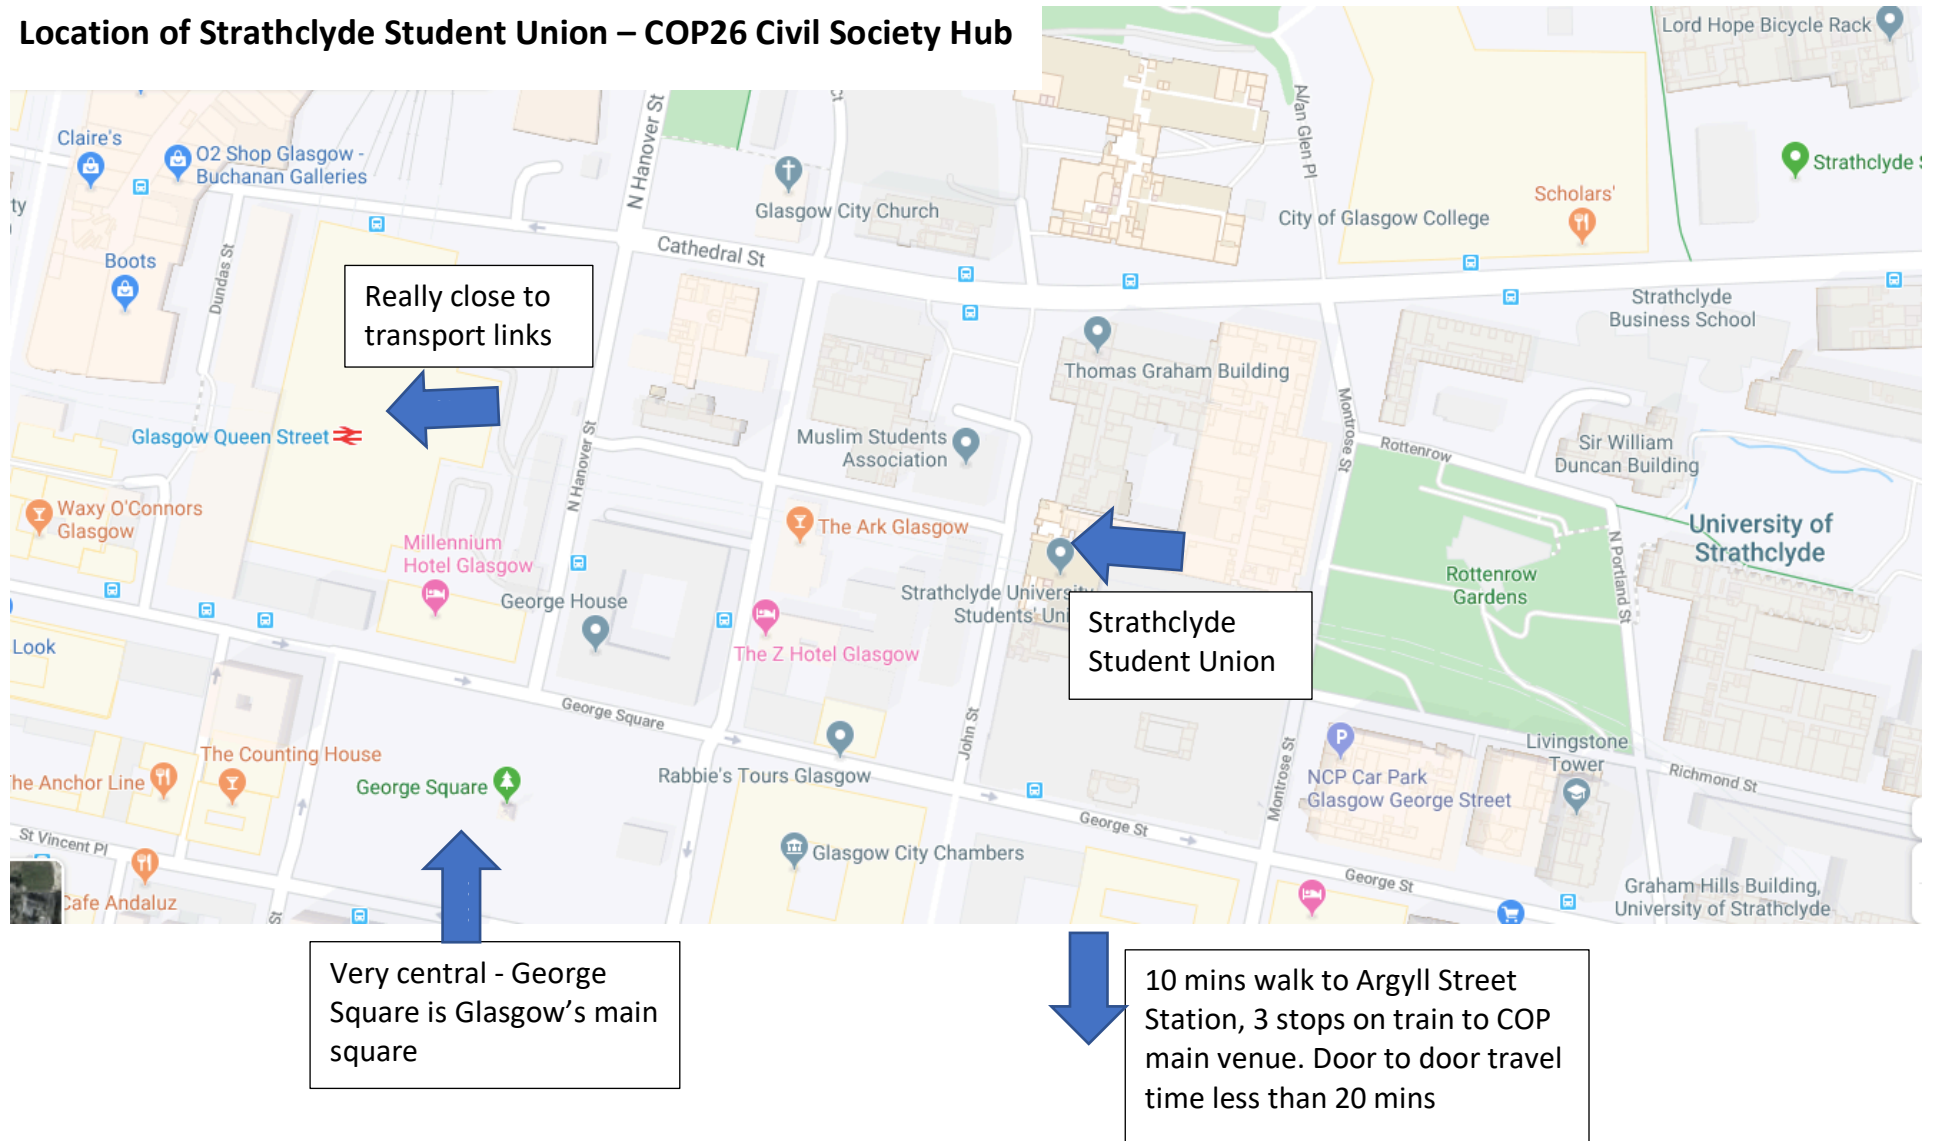 Location of Strathclyde Student Union – COP26 Civil Society Hub
Lord Hope Bicycle Rack
Claire's
O2 Shop Glasgow -
Buchanan Galleries
N Hanover St
Allan Glen Pl
Strathclyde
Scholars'
Glasgow City Church
City of Glasgow College
ty
Cathedral St
Boots
Dundas St
Really close to
transport links
Strathclyde
Business School
Thomas Graham Building
Montrose St
Glasgow Queen Street
N Hanover St
Muslim Students
Association
Rottenrow
Sir William
Duncan Building
Waxy O'Connors
Glasgow
The Ark Glasgow
University of
Strathclyde
Millennium
Hotel Glasgow
N Portland St
Rottenrow
Gardens
George House
Strathclyde University
Students' Uni
Strathclyde
Student Union
Look
The Z Hotel Glasgow
George Square
John St
The Counting House
Rabbie's Tours Glasgow
Livingstone
Tower
he Anchor Line
George Square
Montrose St
P
NCP Car Park
Glasgow George Street
Richmond St
St Vincent Pl
George St
Glasgow City Chambers
George St
Cafe Andaluz
St
Graham Hills Building,
University of Strathclyde
Very central - George
Square is Glasgow's main
square
10 mins walk to Argyll Street
Station, 3 stops on train to COP
main venue. Door to door travel
time less than 20 mins